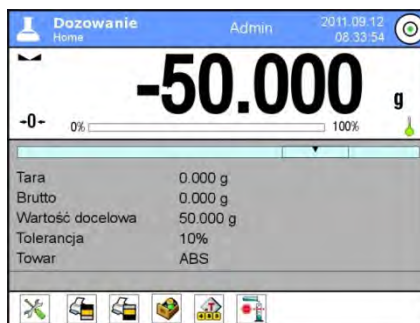 Dozowanie Admin 2011.09.12
Home 08:33:54
-50.000 g
→0← 0% 100%
Tara 0.000 g
Brutto 0.000 g
Wartość docelowa 50.000 g
Tolerancja 10%
Towar ABS